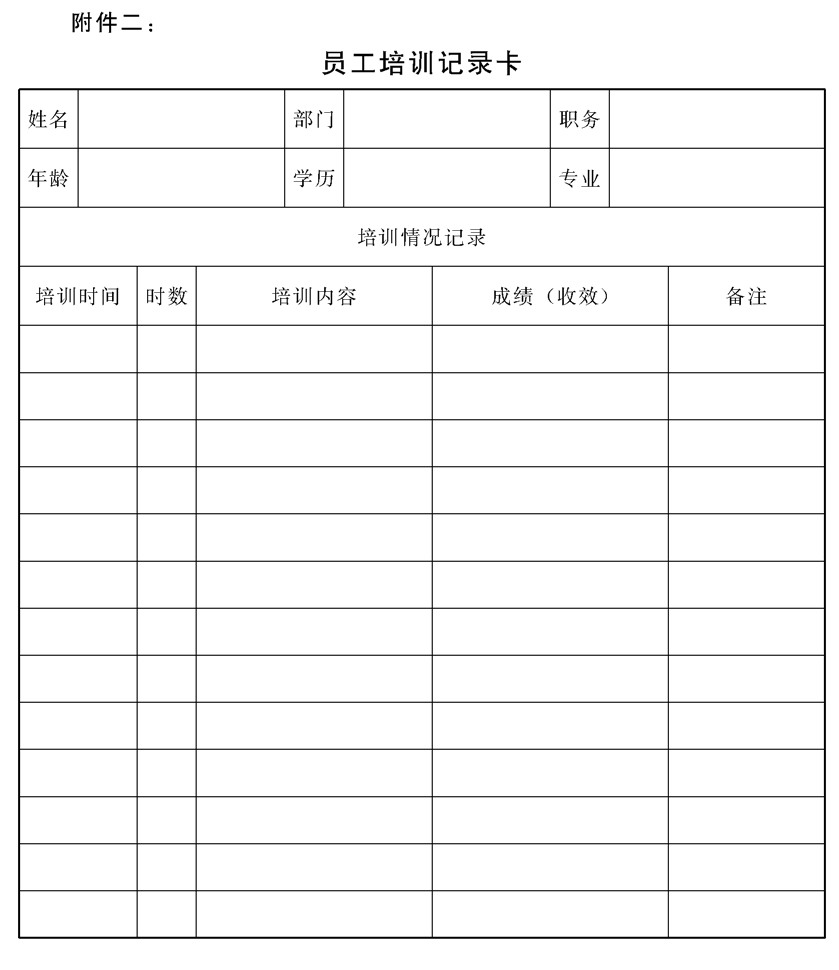 附件二：
员工培训记录卡
姓名 部门 职务
年龄 学历 专业
培训情况记录
培训时间 时数 培训内容 成绩（收效） 备注